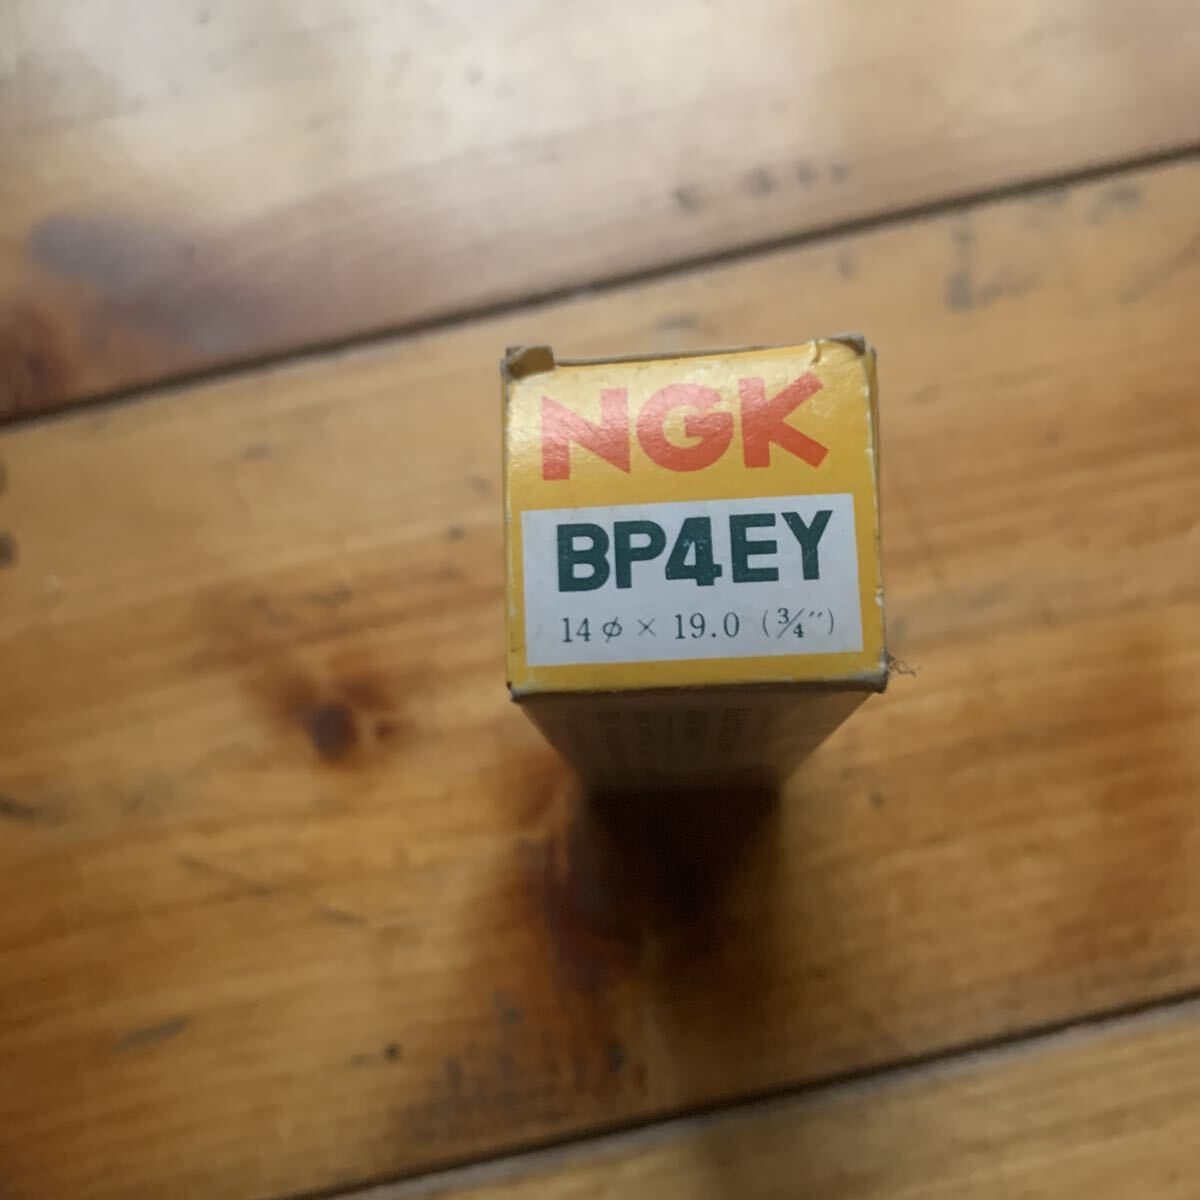 NGK
BP4EY
14φ × 19.0 (3/4″)